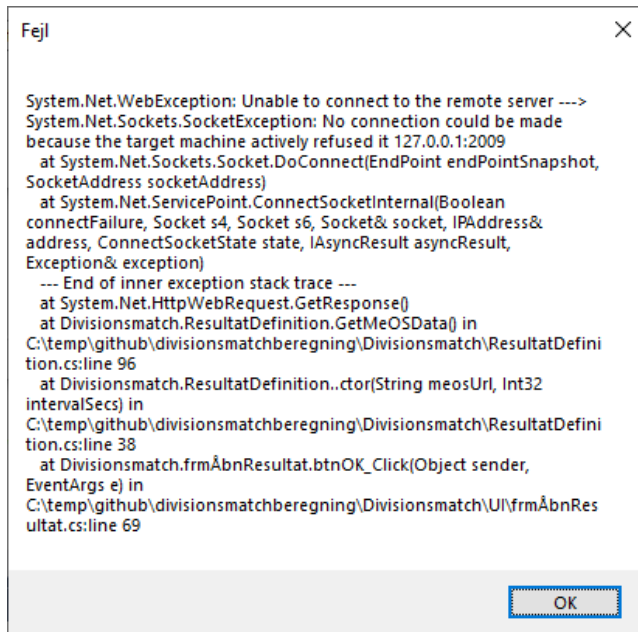 Fejl
System.Net.WebException: Unable to connect to the remote server --->
System.Net.Sockets.SocketException: No connection could be made
because the target machine actively refused it 127.0.0.1:2009
at System.Net.Sockets.Socket.DoConnect(EndPoint endPointSnapshot,
SocketAddress socketAddress)
at System.Net.ServicePoint.ConnectSocketInternal(Boolean
connectFailure, Socket s4, Socket s6, Socket& socket, IPAddress&
address, ConnectSocketState state, IAsyncResult asyncResult,
Exception& exception)
--- End of inner exception stack trace ---
at System.Net.HttpWebRequest.GetResponse()
at Divisionsmatch.ResultatDefinition.GetMeOSData() in
C:\temp\github\divisionsmatchberegning\Divisionsmatch\ResultatDefini
tion.cs:line 96
at Divisionsmatch.ResultatDefinition..ctor(String meosUrl, Int32
intervalSecs) in
C:\temp\github\divisionsmatchberegning\Divisionsmatch\ResultatDefini
tion.cs:line 38
at Divisionsmatch.frmÅbnResultat.btnOK_Click(Object sender,
EventArgs e) in
C:\temp\github\divisionsmatchberegning\Divisionsmatch\UI\frmÅbnRes
ultat.cs:line 69
OK